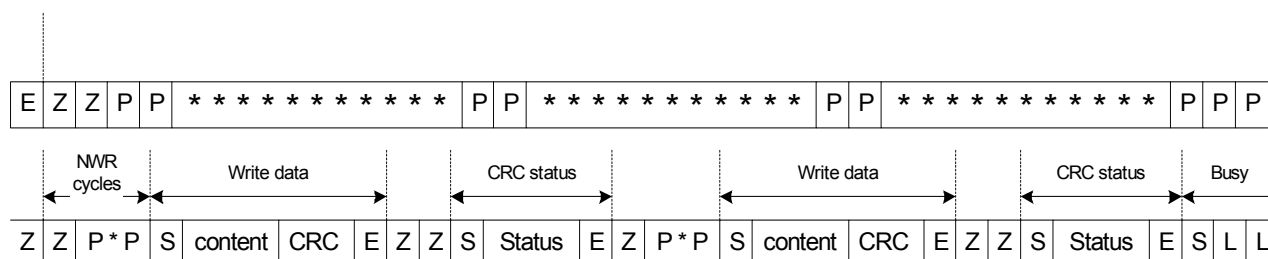 E Z Z P P * * * * * * * * * * * P P * * * * * * * * * * * P P * * * * * * * * * * * P P P
NWR cycles Write data CRC status Write data CRC status Busy
Z Z P * P S content CRC E Z Z S Status E Z P * P S content CRC E Z Z S Status E S L L